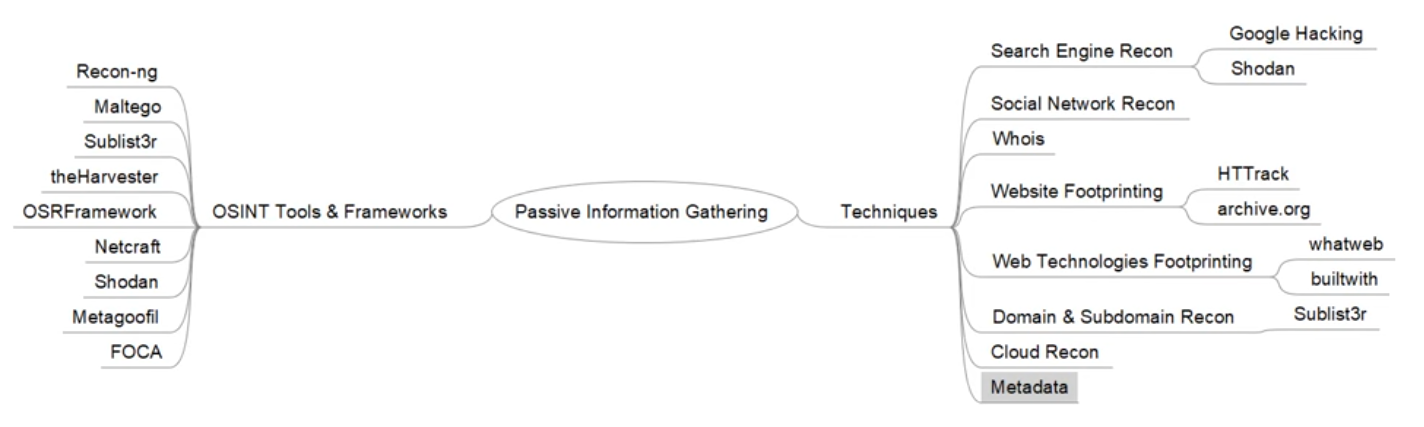 Recon-ng
Maltego
Sublist3r
theHarvester
OSRFramework
Netcraft
Shodan
Metagoofil
FOCA
OSINT Tools & Frameworks
Passive Information Gathering
Techniques
Search Engine Recon
Google Hacking
Shodan
Social Network Recon
Whois
Website Footprinting
HTTrack
archive.org
Web Technologies Footprinting
whatweb
builtwith
Domain & Subdomain Recon
Sublist3r
Cloud Recon
Metadata